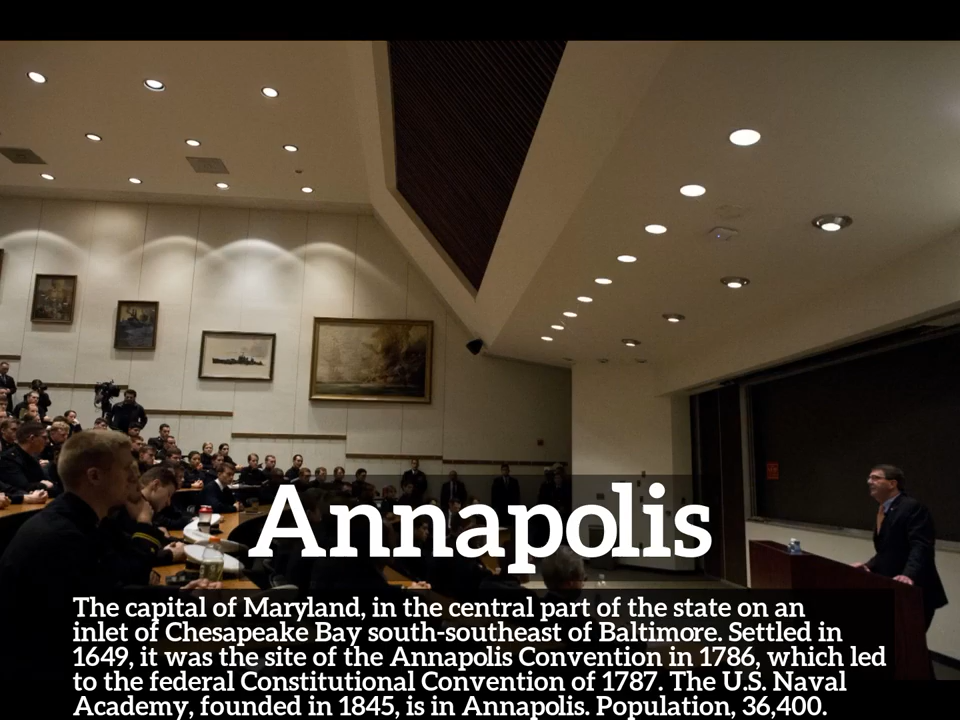 Annapolis
The capital of Maryland, in the central part of the state on an
inlet of Chesapeake Bay south-southeast of Baltimore. Settled in
1649, it was the site of the Annapolis Convention in 1786, which led
to the federal Constitutional Convention of 1787. The U.S. Naval
Academy, founded in 1845, is in Annapolis. Population, 36,400.